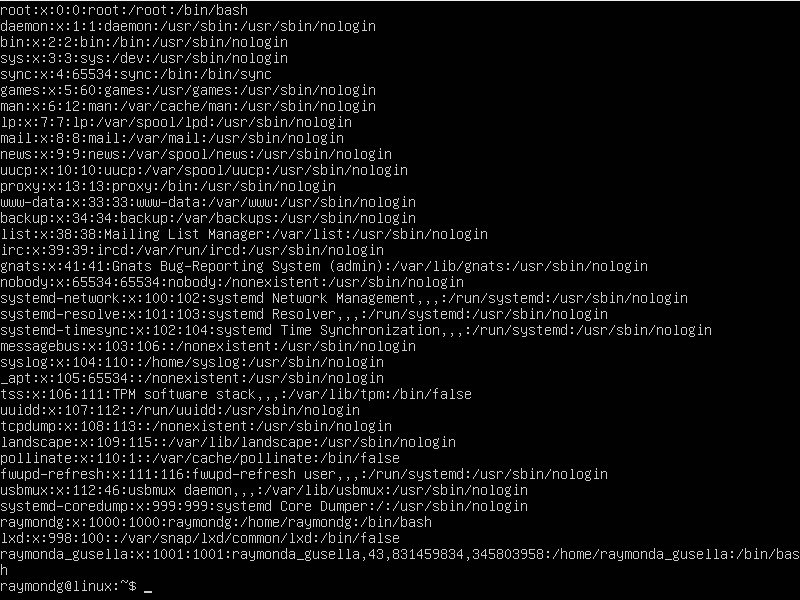 root:x:0:0:root:/root:/bin/bash
daemon:x:1:1:daemon:/usr/sbin:/usr/sbin/nologin
bin:x:2:2:bin:/bin:/usr/sbin/nologin
sys:x:3:3:sys:/dev:/usr/sbin/nologin
sync:x:4:65534:sync:/bin:/bin/sync
games:x:5:60:games:/usr/games:/usr/sbin/nologin
man:x:6:12:man:/var/cache/man:/usr/sbin/nologin
lp:x:7:7:lp:/var/spool/lpd:/usr/sbin/nologin
mail:x:8:8:mail:/var/mail:/usr/sbin/nologin
news:x:9:9:news:/var/spool/news:/usr/sbin/nologin
uucp:x:10:10:uucp:/var/spool/uucp:/usr/sbin/nologin
proxy:x:13:13:proxy:/bin:/usr/sbin/nologin
www-data:x:33:33:www-data:/var/www:/usr/sbin/nologin
backup:x:34:34:backup:/var/backups:/usr/sbin/nologin
list:x:38:38:Mailing List Manager:/var/list:/usr/sbin/nologin
irc:x:39:39:ircd:/var/run/ircd:/usr/sbin/nologin
gnats:x:41:41:Gnats Bug-Reporting System (admin):/var/lib/gnats:/usr/sbin/nologin
nobody:x:65534:65534:nobody:/nonexistent:/usr/sbin/nologin
systemd-network:x:100:102:systemd Network Management,,,:/run/systemd:/usr/sbin/nologin
systemd-resolve:x:101:103:systemd Resolver,,,:/run/systemd:/usr/sbin/nologin
systemd-timesync:x:102:104:systemd Time Synchronization,,,:/run/systemd:/usr/sbin/nologin
messagebus:x:103:106::/nonexistent:/usr/sbin/nologin
syslog:x:104:110::/home/syslog:/usr/sbin/nologin
_apt:x:105:65534::/nonexistent:/usr/sbin/nologin
tss:x:106:111:TPM software stack,,,:/var/lib/tpm:/bin/false
uuidd:x:107:112::/run/uuidd:/usr/sbin/nologin
tcpdump:x:108:113::/nonexistent:/usr/sbin/nologin
landscape:x:109:115::/var/lib/landscape:/usr/sbin/nologin
pollinate:x:110:1::/var/cache/pollinate:/bin/false
fwupd-refresh:x:111:116:fwupd-refresh user,,,:/run/systemd:/usr/sbin/nologin
usbmux:x:112:46:usbmux daemon,,,:/var/lib/usbmux:/usr/sbin/nologin
systemd-coredump:x:999:999:systemd Core Dumper:/:/usr/sbin/nologin
raymondg:x:1000:1000:raymondg:/home/raymondg:/bin/bash
lxd:x:998:100::/var/snap/lxd/common/lxd:/bin/false
raymonda_gusella:x:1001:1001:raymonda_gusella,43,831459834,345803958:/home/raymonda_gusella:/bin/bas
h
raymondg@linux:~$ _